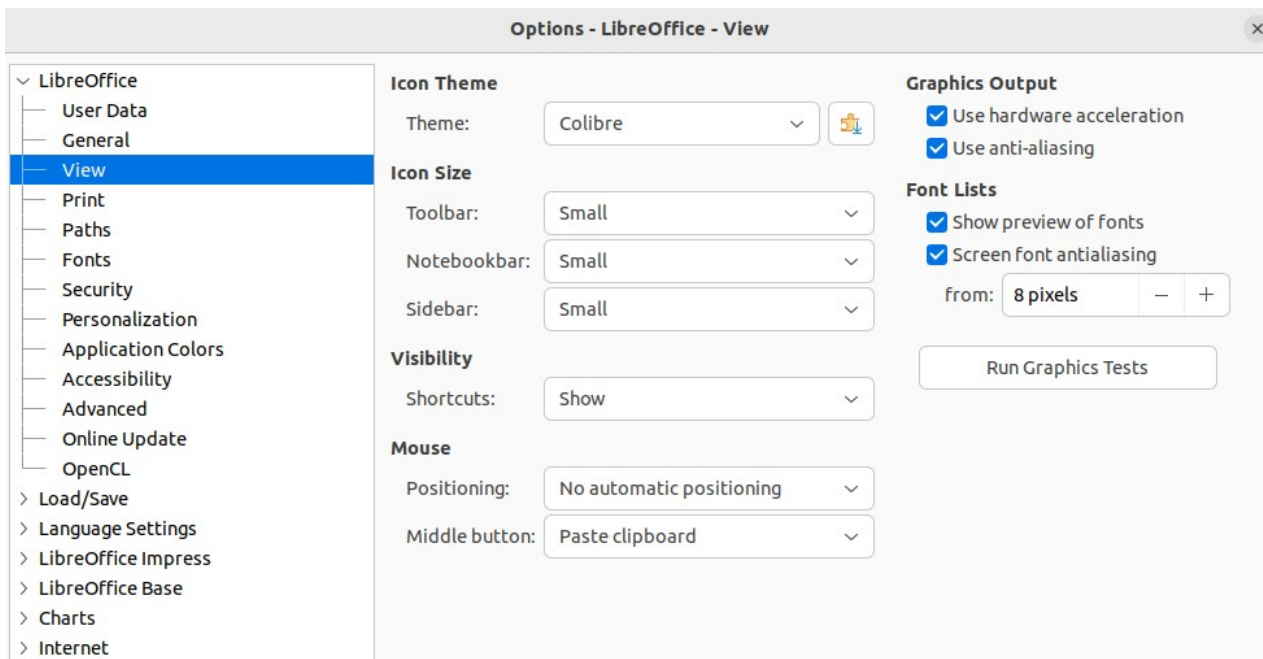 Options - LibreOffice - View
LibreOffice
User Data
General
View
Print
Paths
Fonts
Security
Personalization
Application Colors
Accessibility
Advanced
Online Update
OpenCL
Load/Save
Language Settings
LibreOffice Impress
LibreOffice Base
Charts
Internet
Icon Theme
Theme: Colibre
Icon Size
Toolbar: Small
Notebookbar: Small
Sidebar: Small
Visibility
Shortcuts: Show
Mouse
Positioning: No automatic positioning
Middle button: Paste clipboard
Graphics Output
Use hardware acceleration
Use anti-aliasing
Font Lists
Show preview of fonts
Screen font antialiasing
from: 8 pixels
Run Graphics Tests